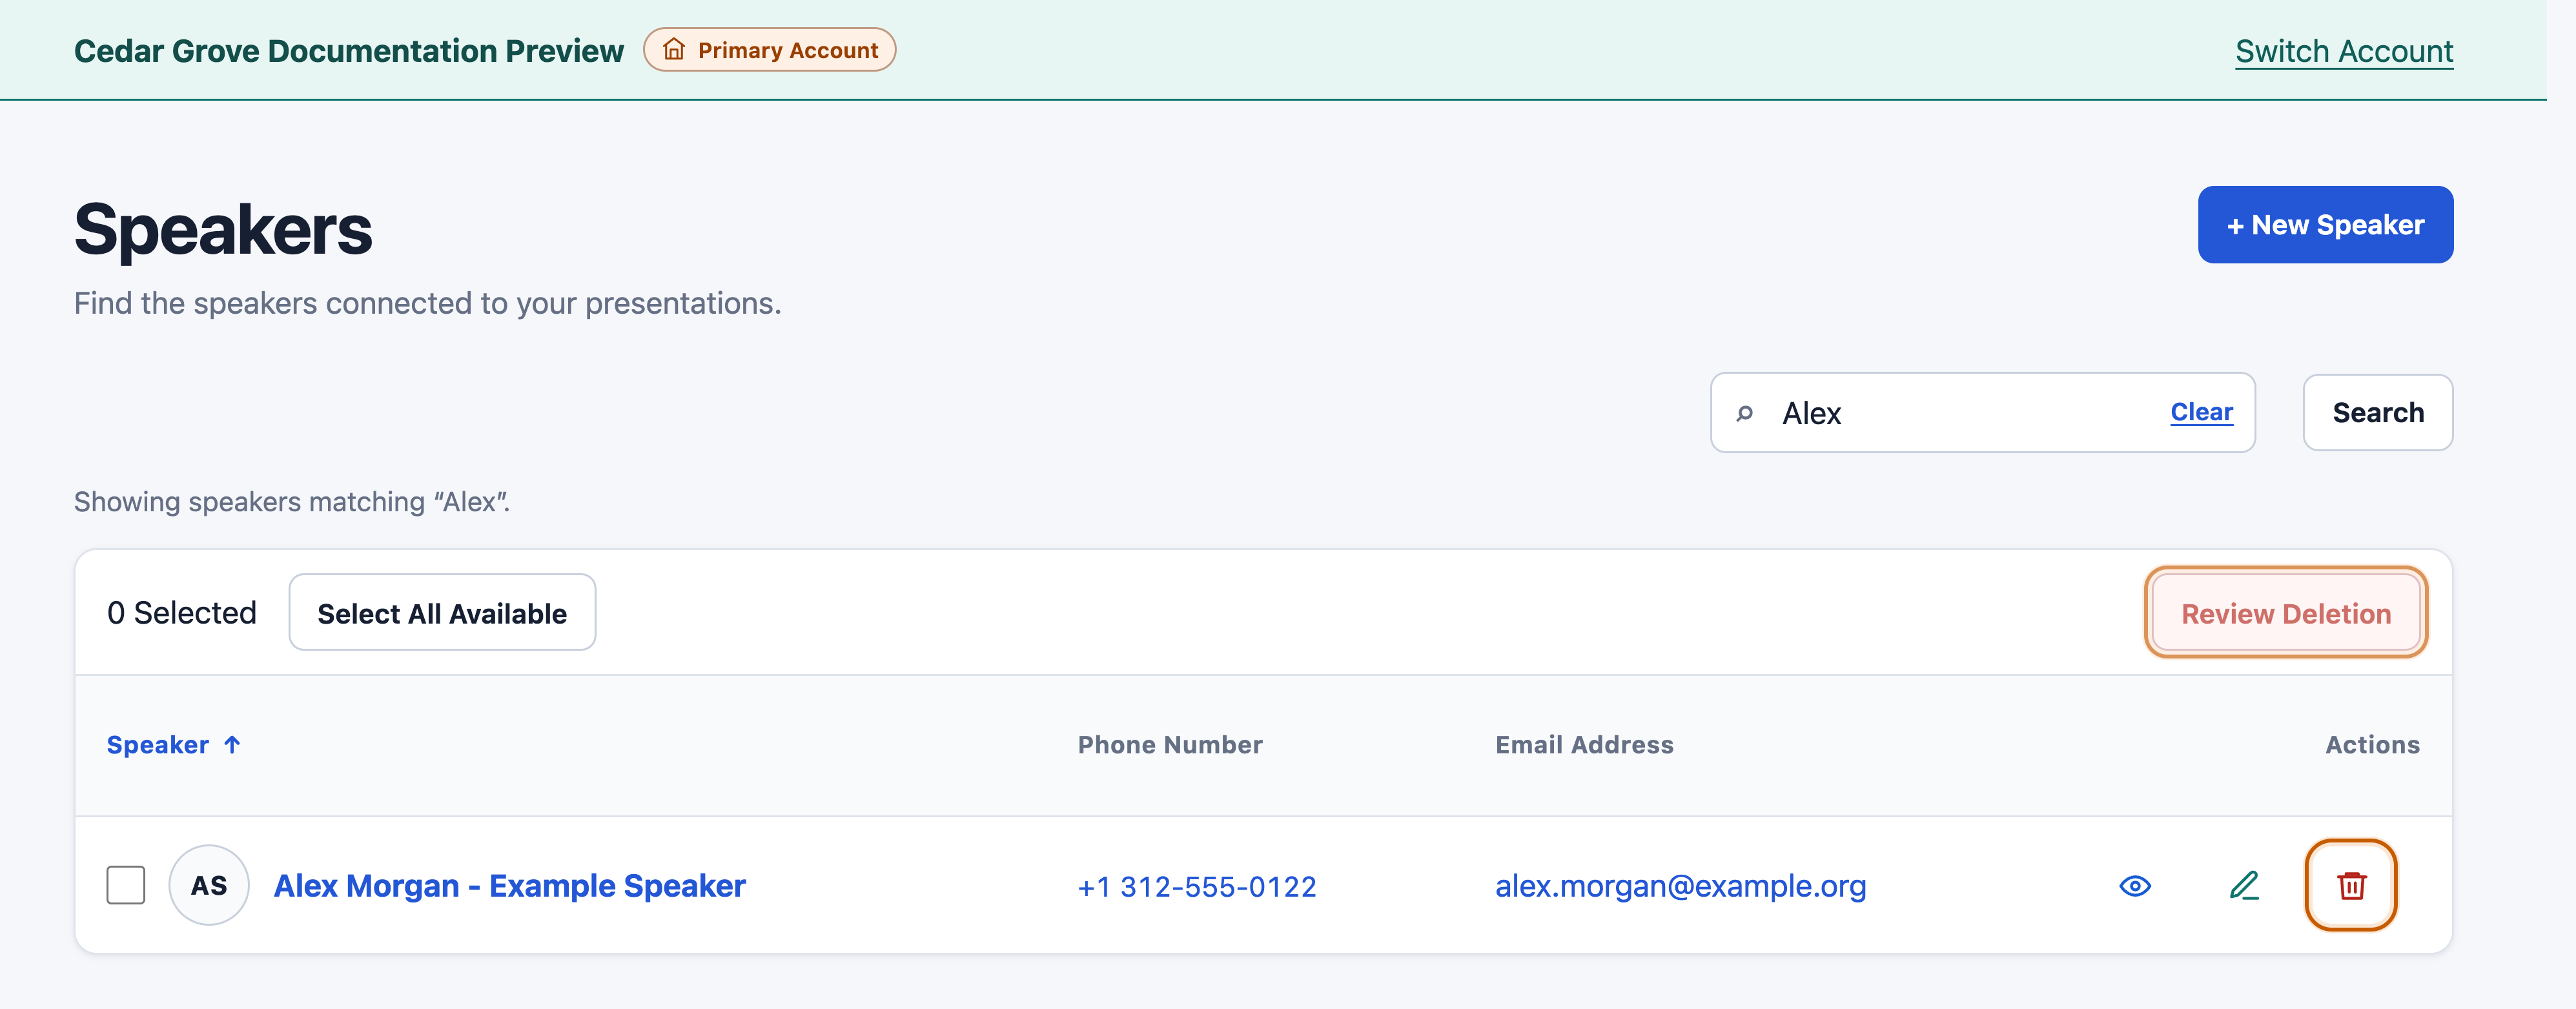 Cedar Grove Documentation Preview
Primary Account
Switch Account
Speakers
+ New Speaker
Find the speakers connected to your presentations.
Alex
Clear
Search
Showing speakers matching “Alex”.
0 Selected
Select All Available
Review Deletion
Speaker ↑
Phone Number
Email Address
Actions
AS
Alex Morgan - Example Speaker
+1 312-555-0122
alex.morgan@example.org